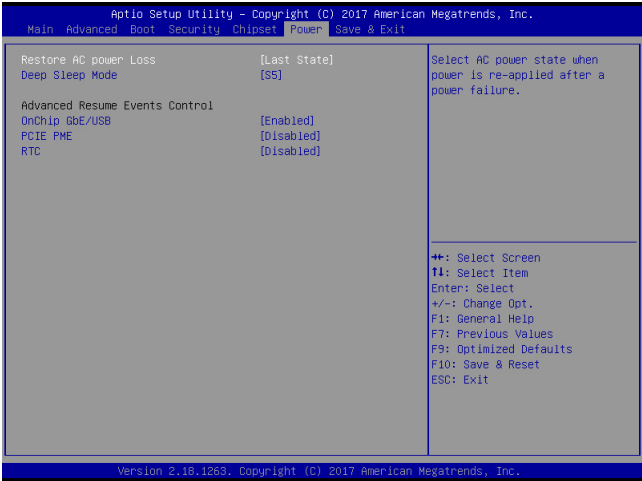 Aptio Setup Utility – Copyright (C) 2017 American Megatrends, Inc.
Main Advanced Boot Security Chipset Power Save & Exit
Restore AC power Loss [Last State]
Deep Sleep Mode [S5]
Advanced Resume Events Control
OnChip GbE/USB [Enabled]
PCIE PME [Disabled]
RTC [Disabled]
Select AC power state when
power is re-applied after a
power failure.
→←: Select Screen
↑↓: Select Item
Enter: Select
+/-: Change Opt.
F1: General Help
F7: Previous Values
F9: Optimized Defaults
F10: Save & Reset
ESC: Exit
Version 2.18.1263. Copyright (C) 2017 American Megatrends, Inc.